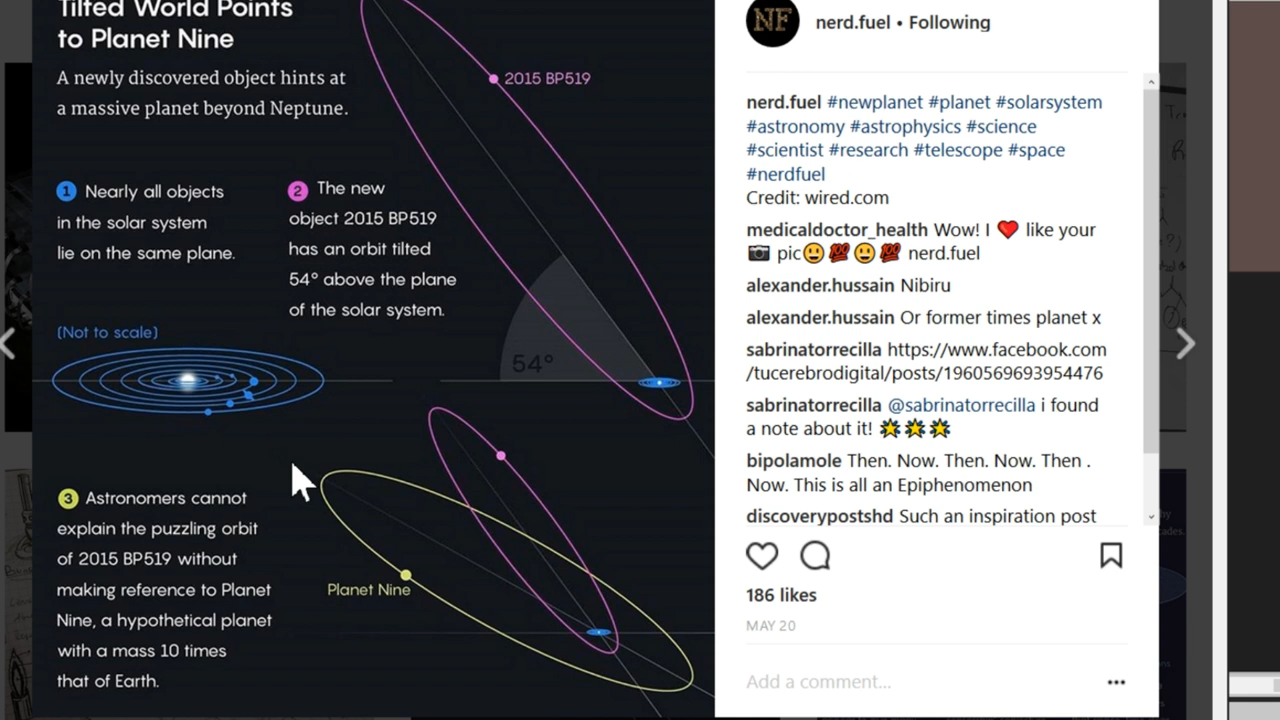 Tilted World Points
to Planet Nine
A newly discovered object hints at
a massive planet beyond Neptune.
2015 BP519
1 Nearly all objects
in the solar system
lie on the same plane.
2 The new
object 2015 BP519
has an orbit tilted
54° above the plane
of the solar system.
(Not to scale)
54°
3 Astronomers cannot
explain the puzzling orbit
of 2015 BP519 without
making reference to Planet
Nine, a hypothetical planet
with a mass 10 times
that of Earth.
Planet Nine
NF
nerd.fuel • Following
nerd.fuel #newplanet #planet #solarsystem
#astronomy #astrophysics #science
#scientist #research #telescope #space
#nerdfuel
Credit: wired.com
medicaldoctor_health Wow! I ❤️ like your
📷 pic😃💯😃💯 nerd.fuel
alexander.hussain Nibiru
alexander.hussain Or former times planet x
sabrinatorrecilla https://www.facebook.com
/tucerebrodigital/posts/1960569693954476
sabrinatorrecilla @sabrinatorrecilla i found
a note about it! 🌟🌟🌟
bipolamole Then. Now. Then. Now. Then .
Now. This is all an Epiphenomenon
discoverypostshd Such an inspiration post
186 likes
MAY 20
Add a comment...